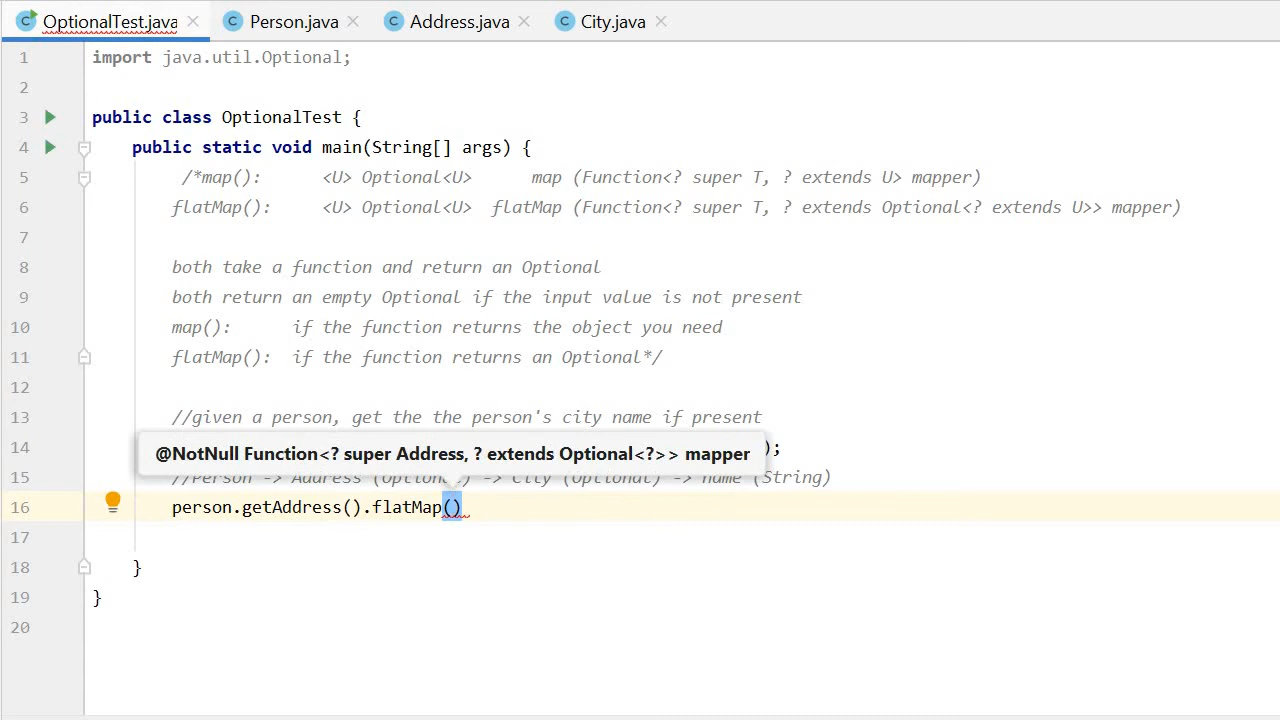 OptionalTest.java Person.java Address.java City.java
1 import java.util.Optional;
2
3 public class OptionalTest {
4 public static void main(String[] args) {
5 /*map(): <U> Optional<U> map (Function<? super T, ? extends U> mapper)
6 flatMap(): <U> Optional<U> flatMap (Function<? super T, ? extends Optional<? extends U>> mapper)
7
8 both take a function and return an Optional
9 both return an empty Optional if the input value is not present
10 map(): if the function returns the object you need
11 flatMap(): if the function returns an Optional*/
12
13 //given a person, get the the person's city name if present
14 );
@NotNull Function<? super Address, ? extends Optional<?>> mapper
15 //Person -> Address (Optional) -> City (Optional) -> name (String)
16 person.getAddress().flatMap()
17
18 }
19 }
20